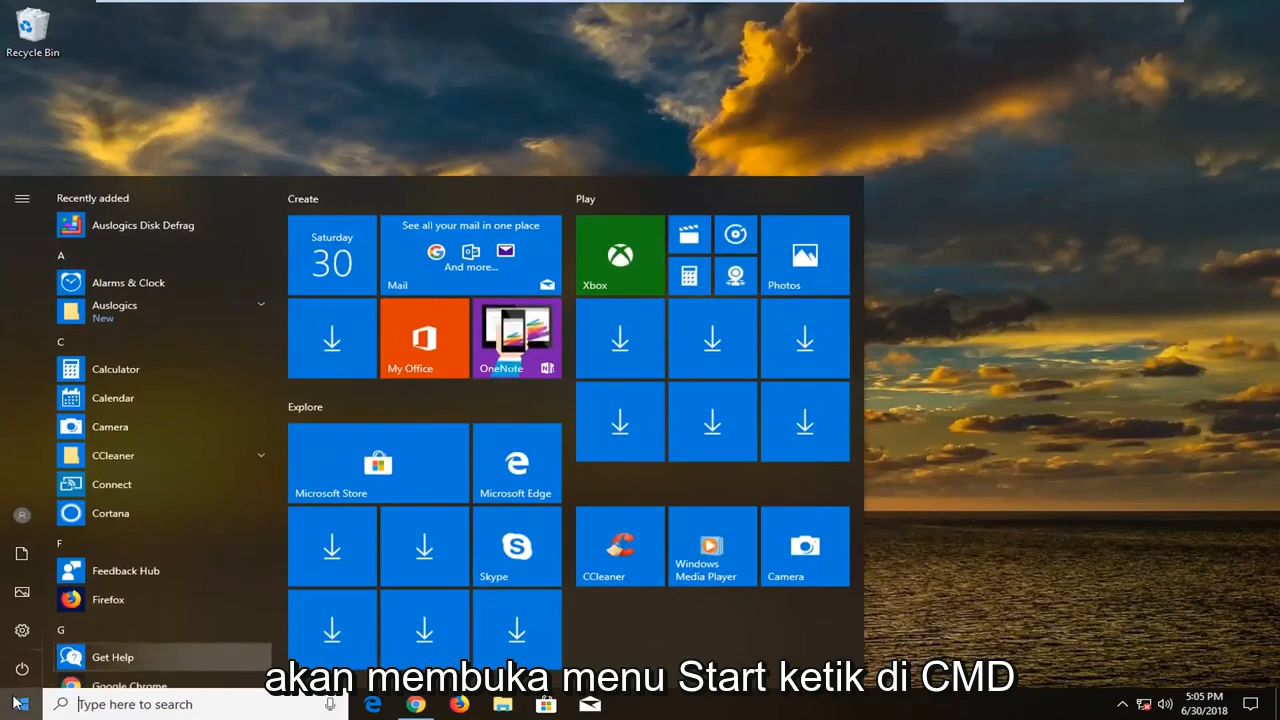 Recycle Bin
Recently added
Auslogics Disk Defrag
A
Alarms & Clock
Auslogics
New
C
Calculator
Calendar
Camera
CCleaner
Connect
Cortana
F
Feedback Hub
Firefox
G
Get Help
Google Chrome
Create
Saturday
30
See all your mail in one place
And more...
Mail
My Office
OneNote
Explore
Microsoft Store
Microsoft Edge
Skype
Play
Xbox
Photos
CCleaner
Windows
Media Player
Camera
akan membuka menu Start ketik di CMD
Type here to search
5:05 PM
6/30/2018